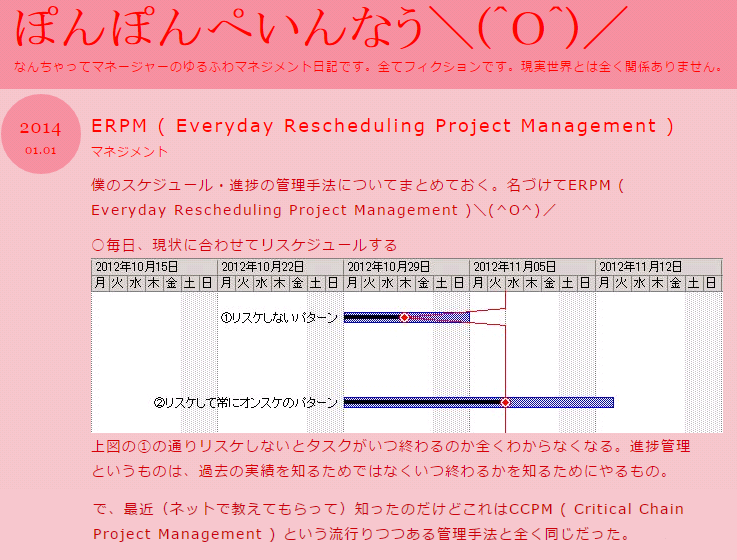 ぽんぽんぺいんなう＼(^O^)／
なんちゃってマネージャーのゆるふわマネジメント日記です。全てフィクションです。現実世界とは全く関係ありません。
2014
01.01
ERPM ( Everyday Rescheduling Project Management )
マネジメント
僕のスケジュール・進捗の管理手法についてまとめておく。名づけてERPM (
Everyday Rescheduling Project Management )＼(^O^)／
○毎日、現状に合わせてリスケジュールする
2012年10月15日 2012年10月22日 2012年10月29日 2012年11月05日 2012年11月12日
月 火 水 木 金 土 日 月 火 水 木 金 土 日 月 火 水 木 金 土 日 月 火 水 木 金 土 日 月 火 水 木 金 土 日
①リスケしないパターン
②リスケして常にオンスケのパターン
上図の①の通りリスケしないとタスクがいつ終わるのか全くわからなくなる。進捗管理
というものは、過去の実績を知るためではなくいつ終わるかを知るためにやるもの。
で、最近（ネットで教えてもらって）知ったのだけどこれはCCPM ( Critical Chain
Project Management ) という流行りつつある管理手法と全く同じだった。